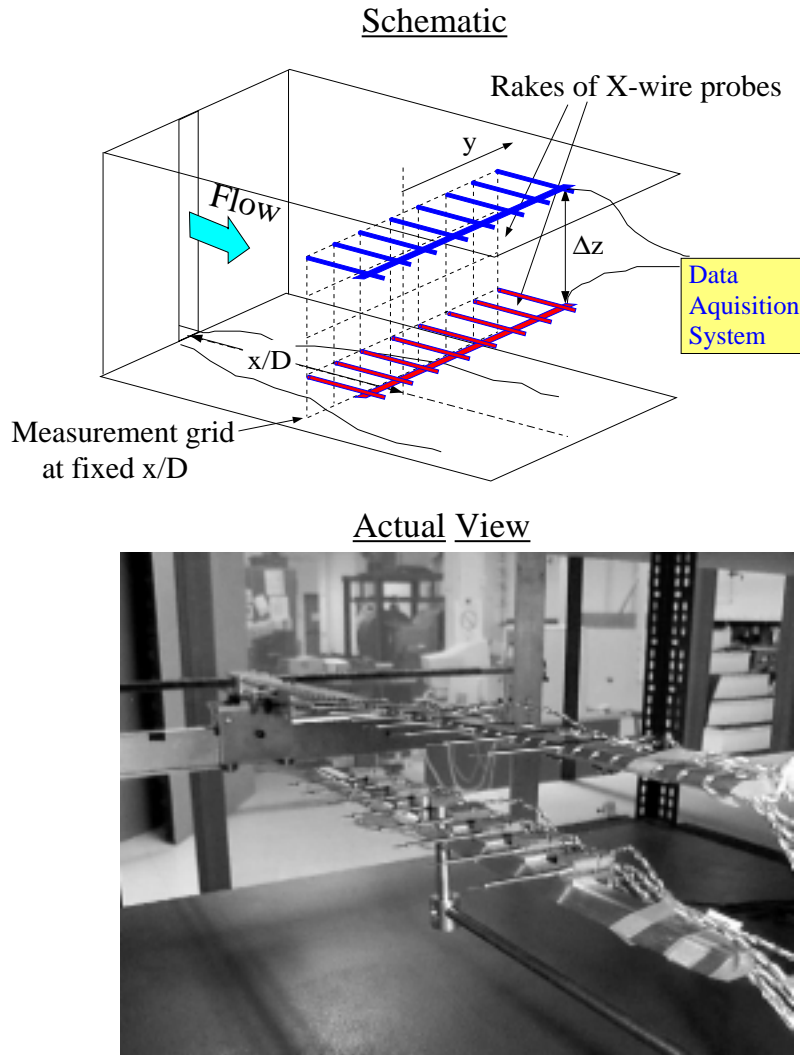 Schematic
Rakes of X-wire probes
y
Flow
Δz
Data
Aquisition
System
x/D
Measurement grid
at fixed x/D
Actual View